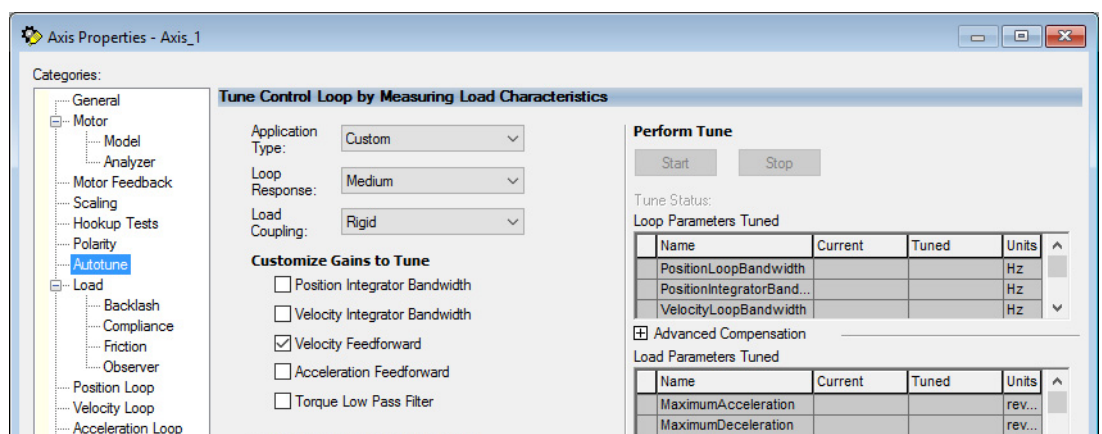 Axis Properties - Axis_1
Categories:
General
Motor
Model
Analyzer
Motor Feedback
Scaling
Hookup Tests
Polarity
Autotune
Load
Backlash
Compliance
Friction
Observer
Position Loop
Velocity Loop
Acceleration Loop
Tune Control Loop by Measuring Load Characteristics
Application
Type:
Custom
Loop
Response:
Medium
Load
Coupling:
Rigid
Customize Gains to Tune
Position Integrator Bandwidth
Velocity Integrator Bandwidth
Velocity Feedforward
Acceleration Feedforward
Torque Low Pass Filter
Perform Tune
Start Stop
Tune Status:
Loop Parameters Tuned
Name Current Tuned Units
PositionLoopBandwidth Hz
PositionIntegratorBand... Hz
VelocityLoopBandwidth Hz
Advanced Compensation
Load Parameters Tuned
Name Current Tuned Units
MaximumAcceleration rev...
MaximumDeceleration rev...